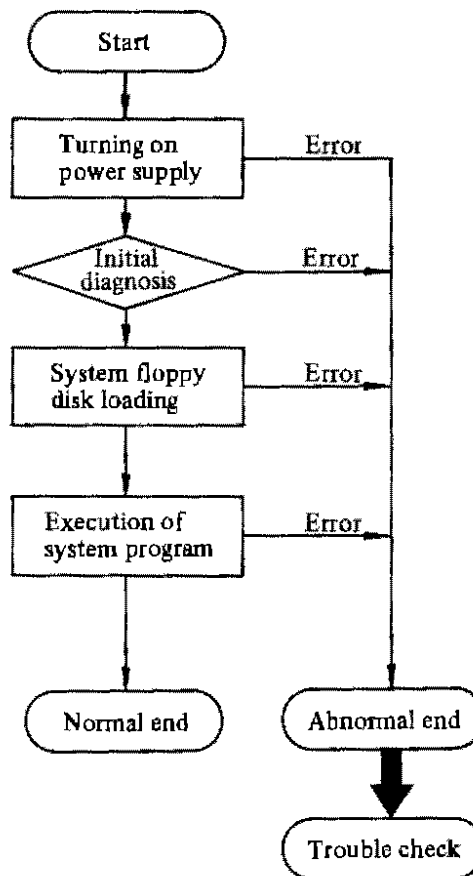 Start
Turning on
power supply
Error
Initial
diagnosis
Error
System floppy
disk loading
Error
Execution of
system program
Error
Normal end
Abnormal end
Trouble check